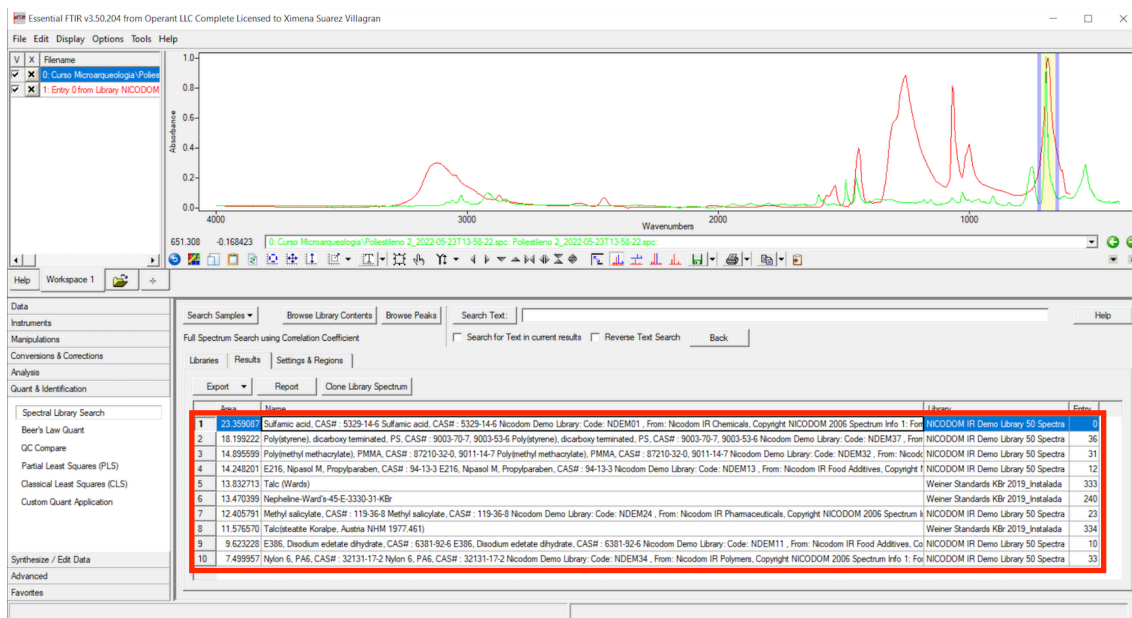 Essential FTIR v3.50.204 from Operant LLC Complete Licensed to Ximena Suarez Villagran
File Edit Display Options Tools Help
V X Filename
0: Curso Microarqueologia\Polies
1: Entry 0 from Library NICODOM
Absorbance
1.0
0.8
0.6
0.4
0.2
0.0
4000 3000 2000 1000
Wavenumbers
651.308 -0.168423 0: Curso Microarqueologia\Poliestileno 2_2022-05-23T13-58-22.spc: Poliestileno 2_2022-05-23T13-58-22.spc:
Help Workspace 1
Data
Instruments
Manipulations
Conversions & Corrections
Analysis
Quant & Identification
Spectral Library Search
Beer's Law Quant
QC Compare
Partial Least Squares (PLS)
Classical Least Squares (CLS)
Custom Quant Application
Synthesize / Edit Data
Advanced
Favorites
Search Samples Browse Library Contents Browse Peaks Search Text: Help
Full Spectrum Search using Correlation Coefficient Search for Text in current results Reverse Text Search Back
Libraries Results Settings & Regions
Export Report Clone Library Spectrum
Area Name Library Entry
1 23.359087 Sulfamic acid, CAS# : 5329-14-6 Sulfamic acid, CAS# : 5329-14-6 Nicodom Demo Library: Code: NDEM01 , From: Nicodom IR Chemicals, Copyright NICODOM 2006 Spectrum Info 1: Forn NICODOM IR Demo Library 50 Spectra 0
2 18.199222 Poly(styrene), dicarboxy terminated, PS, CAS# : 9003-70-7, 9003-53-6 Poly(styrene), dicarboxy terminated, PS, CAS# : 9003-70-7, 9003-53-6 Nicodom Demo Library: Code: NDEM37 , From NICODOM IR Demo Library 50 Spectra 36
3 14.895599 Poly(methyl methacrylate), PMMA, CAS# : 87210-32-0, 9011-14-7 Poly(methyl methacrylate), PMMA, CAS# : 87210-32-0, 9011-14-7 Nicodom Demo Library: Code: NDEM32 , From: Nicodo NICODOM IR Demo Library 50 Spectra 31
4 14.248201 E216, Nipasol M, Propylparaben, CAS# : 94-13-3 E216, Nipasol M, Propylparaben, CAS# : 94-13-3 Nicodom Demo Library: Code: NDEM13 , From: Nicodom IR Food Additives, Copyright NICODOM IR Demo Library 50 Spectra 12
5 13.832713 Talc (Wards) Weiner Standards KBr 2019_Instalada 333
6 13.470399 Nepheline-Ward's-45-E-3330-31-KBr Weiner Standards KBr 2019_Instalada 240
7 12.405791 Methyl salicylate, CAS# : 119-36-8 Methyl salicylate, CAS# : 119-36-8 Nicodom Demo Library: Code: NDEM24 , From: Nicodom IR Pharmaceuticals, Copyright NICODOM 2006 Spectrum NICODOM IR Demo Library 50 Spectra 23
8 11.576570 Talc(steatite Koralpe, Austria NHM 1977.461) Weiner Standards KBr 2019_Instalada 334
9 9.623228 E386, Disodium edetate dihydrate, CAS# : 6381-92-6 E386, Disodium edetate dihydrate, CAS# : 6381-92-6 Nicodom Demo Library: Code: NDEM11 , From: Nicodom IR Food Additives, Co NICODOM IR Demo Library 50 Spectra 10
10 7.499957 Nylon 6, PA6, CAS# : 32131-17-2 Nylon 6, PA6, CAS# : 32131-17-2 Nicodom Demo Library: Code: NDEM34 , From: Nicodom IR Polymers, Copyright NICODOM 2006 Spectrum Info 1: For NICODOM IR Demo Library 50 Spectra 33